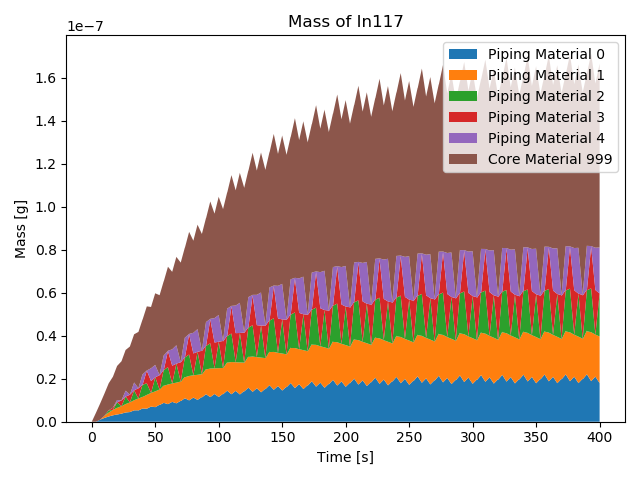 Mass of In117
1e−7
1.6
1.4
1.2
1.0
0.8
0.6
0.4
0.2
0.0
Mass [g]
Piping Material 0
Piping Material 1
Piping Material 2
Piping Material 3
Piping Material 4
Core Material 999
0 50 100 150 200 250 300 350 400
Time [s]